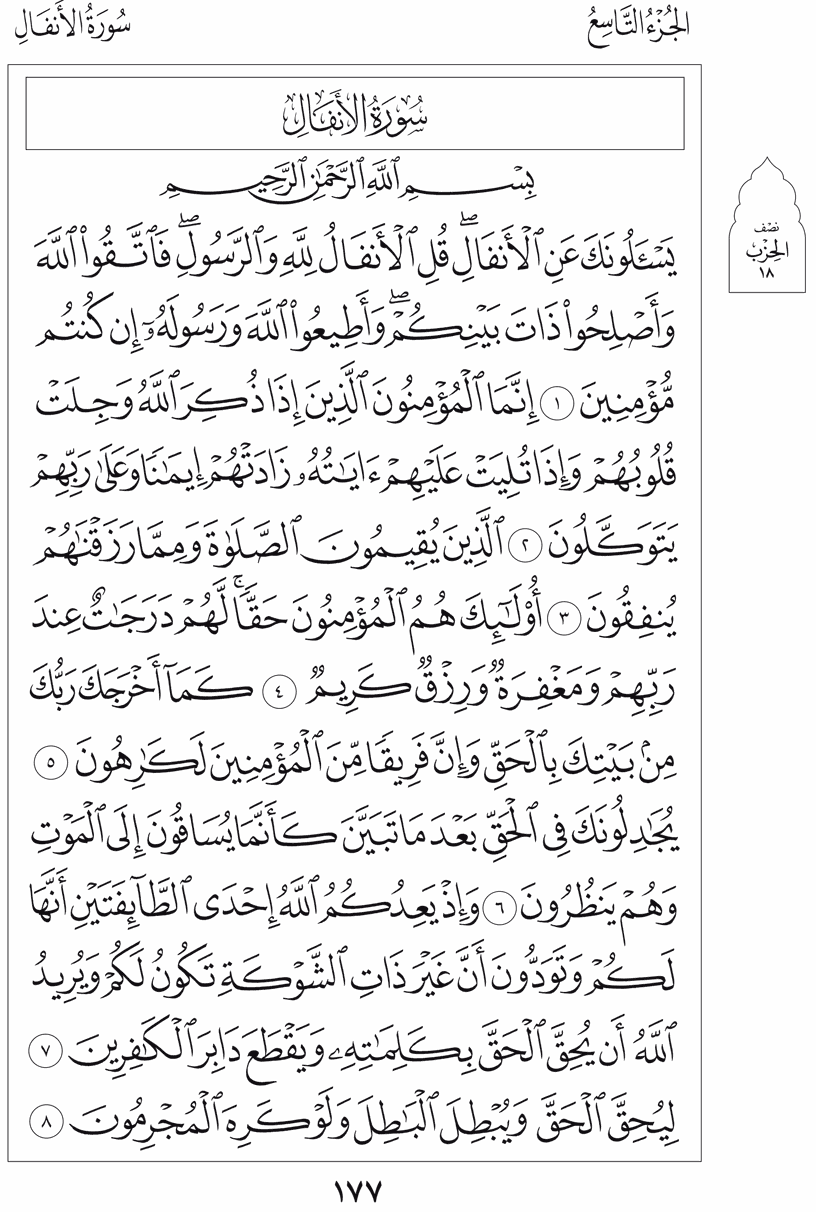 الجُزْءُ التَّاسِعُ
سُورَةُ الأَنفَالِ
سُورَةُ الأَنفَالِ
بِسْمِ ٱللَّهِ ٱلرَّحْمَٰنِ ٱلرَّحِيمِ
يَسْـَٔلُونَكَ عَنِ ٱلْأَنفَالِۖ قُلِ ٱلْأَنفَالُ لِلَّهِ وَٱلرَّسُولِۖ فَٱتَّقُوا۟ ٱللَّهَ
وَأَصْلِحُوا۟ ذَاتَ بَيْنِكُمْۖ وَأَطِيعُوا۟ ٱللَّهَ وَرَسُولَهُۥٓ إِن كُنتُم
مُّؤْمِنِينَ ١ إِنَّمَا ٱلْمُؤْمِنُونَ ٱلَّذِينَ إِذَا ذُكِرَ ٱللَّهُ وَجِلَتْ
قُلُوبُهُمْ وَإِذَا تُلِيَتْ عَلَيْهِمْ ءَايَٰتُهُۥ زَادَتْهُمْ إِيمَٰنًا وَعَلَىٰ رَبِّهِمْ
يَتَوَكَّلُونَ ٢ ٱلَّذِينَ يُقِيمُونَ ٱلصَّلَوٰةَ وَمِمَّا رَزَقْنَٰهُمْ
يُنفِقُونَ ٣ أُو۟لَٰٓئِكَ هُمُ ٱلْمُؤْمِنُونَ حَقًّاۚ لَّهُمْ دَرَجَٰتٌ عِندَ
رَبِّهِمْ وَمَغْفِرَةٌ وَرِزْقٌ كَرِيمٌ ٤ كَمَآ أَخْرَجَكَ رَبُّكَ
مِنۢ بَيْتِكَ بِٱلْحَقِّ وَإِنَّ فَرِيقًا مِّنَ ٱلْمُؤْمِنِينَ لَكَٰرِهُونَ ٥
يُجَٰدِلُونَكَ فِى ٱلْحَقِّ بَعْدَ مَا تَبَيَّنَ كَأَنَّمَا يُسَاقُونَ إِلَى ٱلْمَوْتِ
وَهُمْ يَنظُرُونَ ٦ وَإِذْ يَعِدُكُمُ ٱللَّهُ إِحْدَى ٱلطَّآئِفَتَيْنِ أَنَّهَا
لَكُمْ وَتَوَدُّونَ أَنَّ غَيْرَ ذَاتِ ٱلشَّوْكَةِ تَكُونُ لَكُمْ وَيُرِيدُ
ٱللَّهُ أَن يُحِقَّ ٱلْحَقَّ بِكَلِمَٰتِهِۦ وَيَقْطَعَ دَابِرَ ٱلْكَٰفِرِينَ ٧
لِيُحِقَّ ٱلْحَقَّ وَيُبْطِلَ ٱلْبَٰطِلَ وَلَوْ كَرِهَ ٱلْمُجْرِمُونَ ٨
نصف
الحزب
١٨
١٧٧